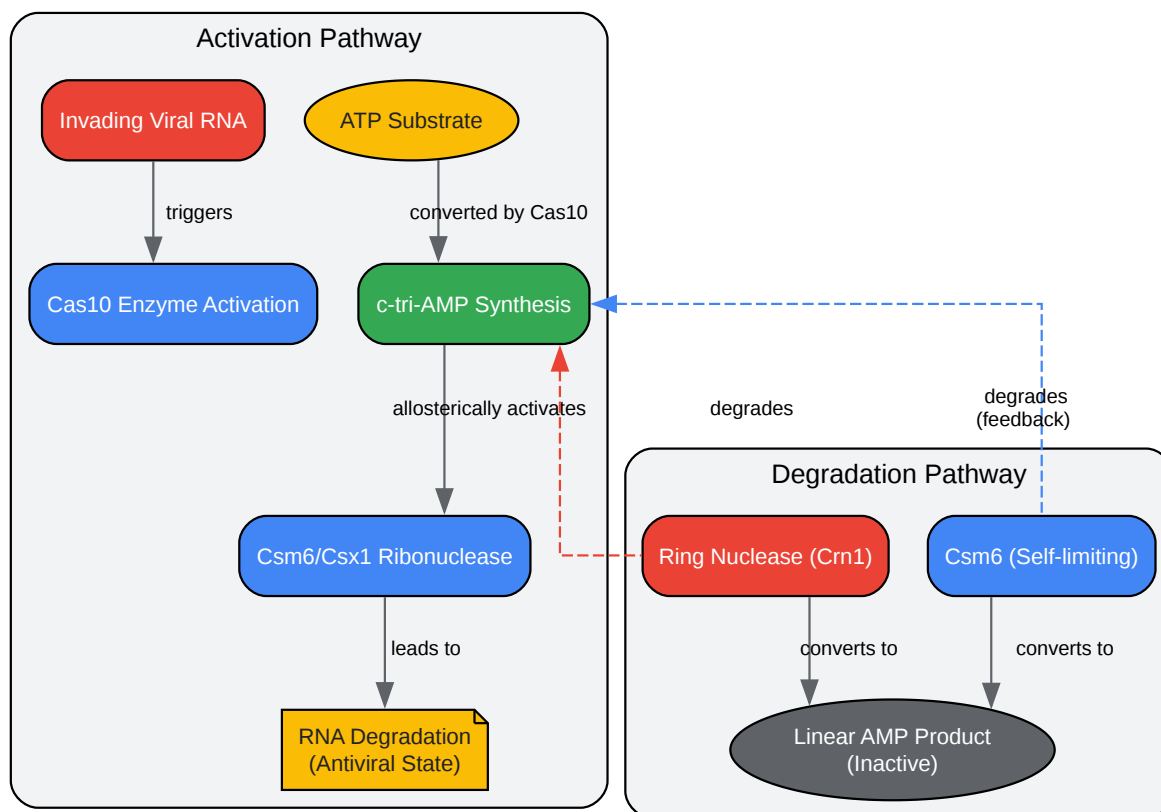 Activation Pathway
Invading Viral RNA
ATP Substrate
triggers
converted by Cas10
Cas10 Enzyme Activation
c-tri-AMP Synthesis
allosterically activates
degrades
degrades
(feedback)
Degradation Pathway
Csm6/Csx1 Ribonuclease
Ring Nuclease (Crn1)
Csm6 (Self-limiting)
leads to
converts to
converts to
RNA Degradation
(Antiviral State)
Linear AMP Product
(Inactive)